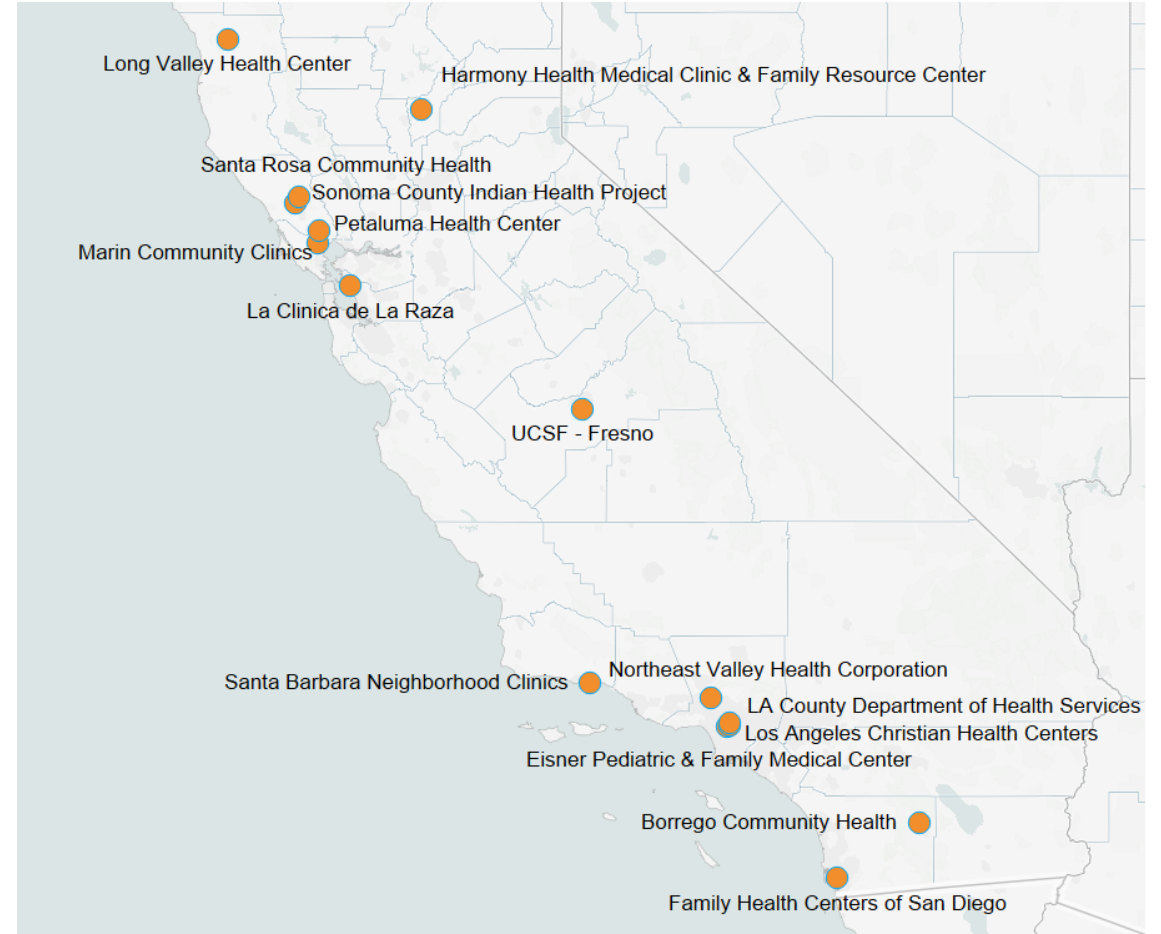 Long Valley Health Center
Harmony Health Medical Clinic & Family Resource Center
Santa Rosa Community Health
Sonoma County Indian Health Project
Petaluma Health Center
Marin Community Clinics
La Clinica de La Raza
UCSF - Fresno
Northeast Valley Health Corporation
Santa Barbara Neighborhood Clinics
LA County Department of Health Services
Los Angeles Christian Health Centers
Eisner Pediatric & Family Medical Center
Borrego Community Health
Family Health Centers of San Diego